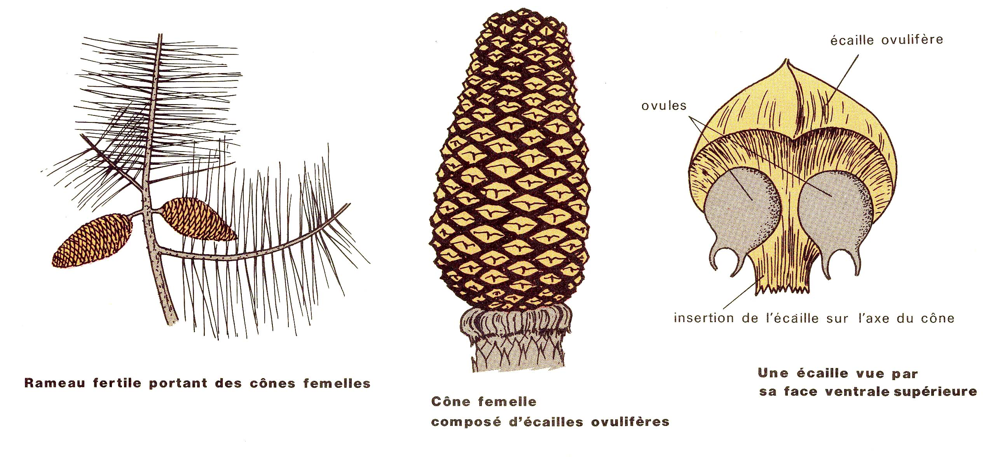 écaille ovulifère
ovules
insertion de l'écaille sur l'axe du cône
Rameau fertile portant des cônes femelles
Cône femelle
composé d'écailles ovulifères
Une écaille vue par
sa face ventrale supérieure